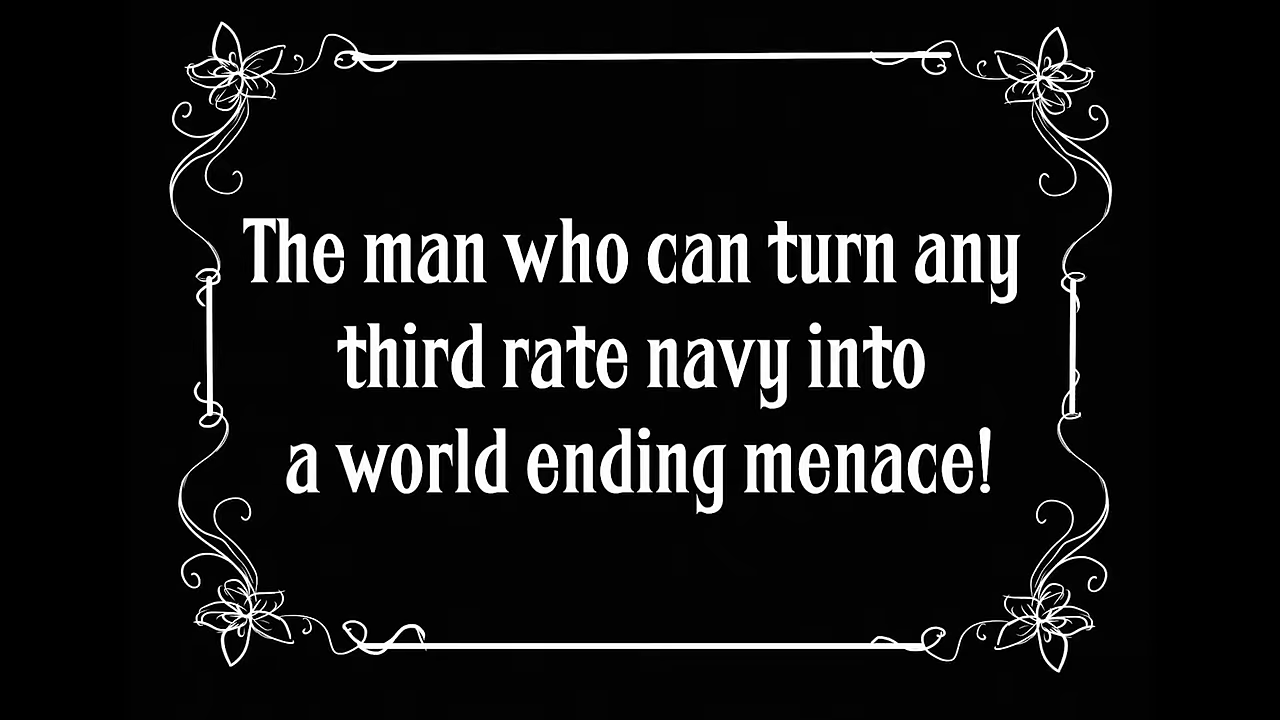 The man who can turn any
third rate navy into
a world ending menace!